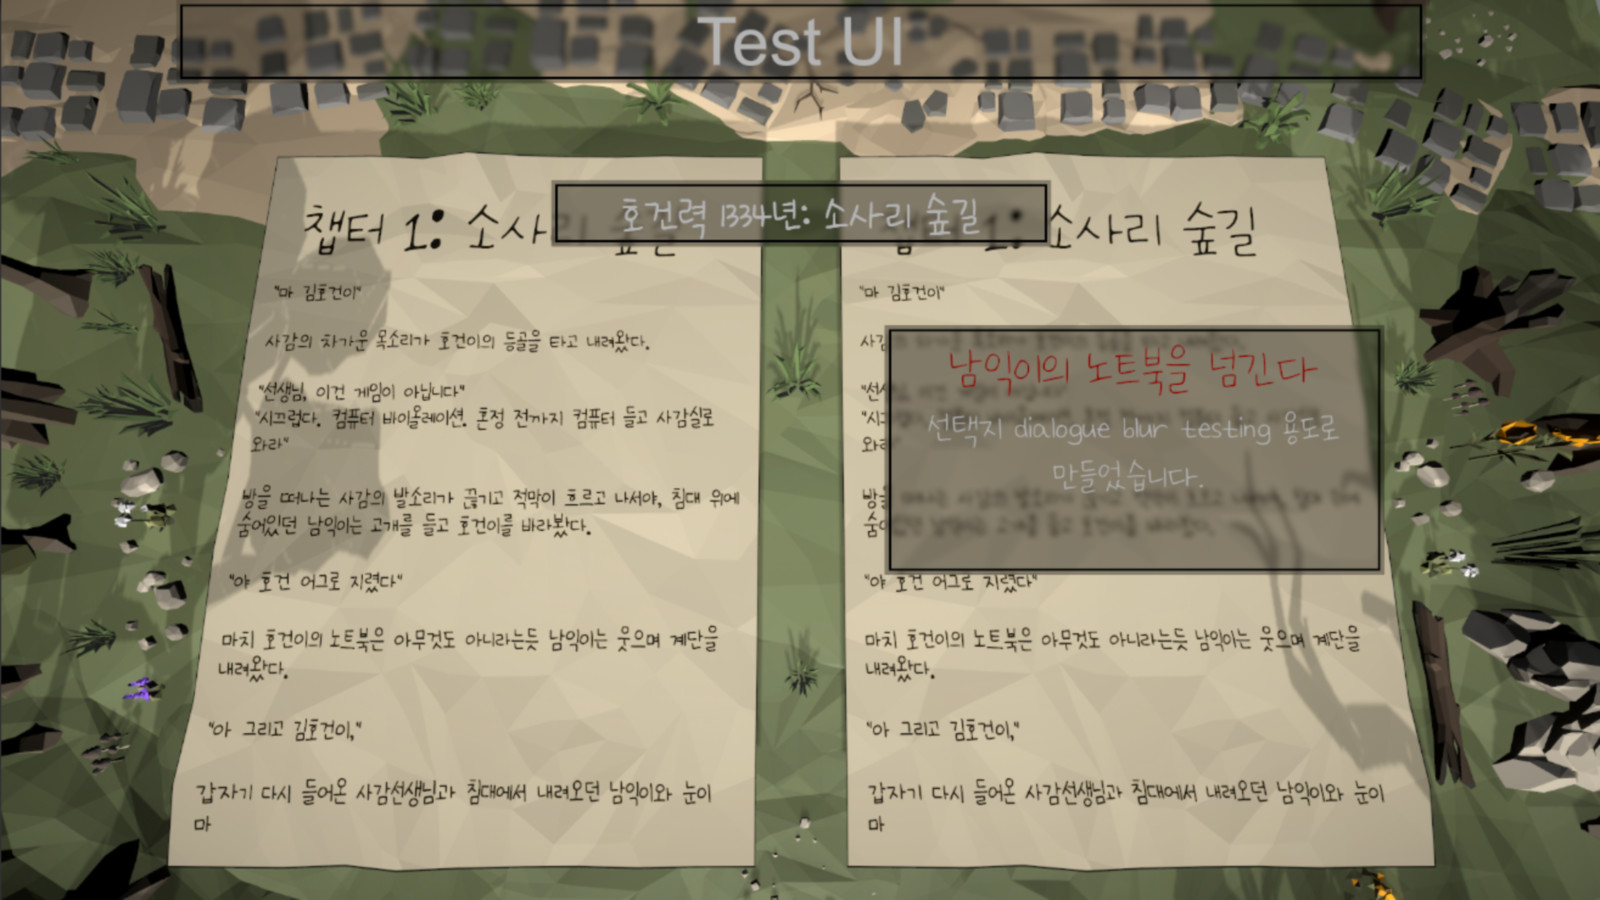 Test UI
호건력 1334년: 소사리 숲길
챕터 1: 소사리 숲길
"마 김호건이"
사감의 차가운 목소리가 호건이의 등골을 타고 내려왔다.
"선생님, 이건 게임이 아닙니다"
"시끄럽다. 컴퓨터 바이올레이션. 혼정 전까지 컴퓨터 들고 사감실로
와라"
방을 떠나는 사감의 발소리가 끊기고 적막이 흐르고 나서야, 침대 위에
숨어있던 남익이는 고개를 들고 호건이를 바라봤다.
"야 호건 어그로 지렸다"
마치 호건이의 노트북은 아무것도 아니라는듯 남익이는 웃으며 계단을
내려왔다.
"아 그리고 김호건이,"
갑자기 다시 들어온 사감선생님과 침대에서 내려오던 남익이와 눈이
마
1: 소사리 숲길
"마 김호건이"
남익이의 노트북을 넘긴다
선택지 dialogue blur testing 용도로
만들었습니다.
"야 호건 어그로 지렸다"
마치 호건이의 노트북은 아무것도 아니라는듯 남익이는 웃으며 계단을
내려왔다.
"아 그리고 김호건이,"
갑자기 다시 들어온 사감선생님과 침대에서 내려오던 남익이와 눈이
마